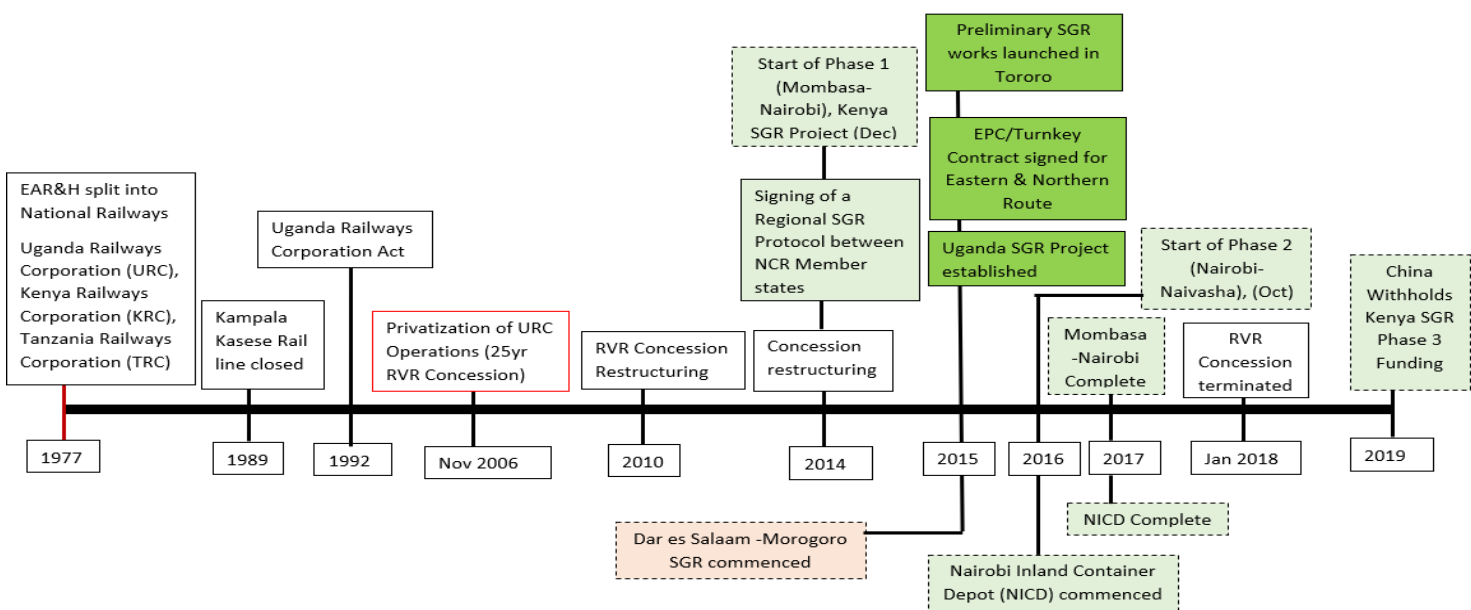 EAR&H split into
National Railways
Uganda Railways
Corporation (URC),
Kenya Railways
Corporation (KRC),
Tanzania Railways
Corporation (TRC)
1977
Kampala
Kasese Rail
line closed
1989
Uganda Railways
Corporation Act
1992
Privatization of URC
Operations (25yr
RVR Concession)
Nov 2006
RVR Concession
Restructuring
2010
Start of Phase 1
(Mombasa-
Nairobi), Kenya
SGR Project (Dec)
Signing of a
Regional SGR
Protocol between
NCR Member
states
Concession
restructuring
2014
Preliminary SGR
works launched in
Tororo
EPC/Turnkey
Contract signed for
Eastern & Northern
Route
Uganda SGR Project
established
2015
Dar es Salaam -Morogoro
SGR commenced
Start of Phase 2
(Nairobi-
Naivasha), (Oct)
2016
Nairobi Inland Container
Depot (NICD) commenced
Mombasa
-Nairobi
Complete
2017
NICD Complete
RVR
Concession
terminated
Jan 2018
China
Withholds
Kenya SGR
Phase 3
Funding
2019